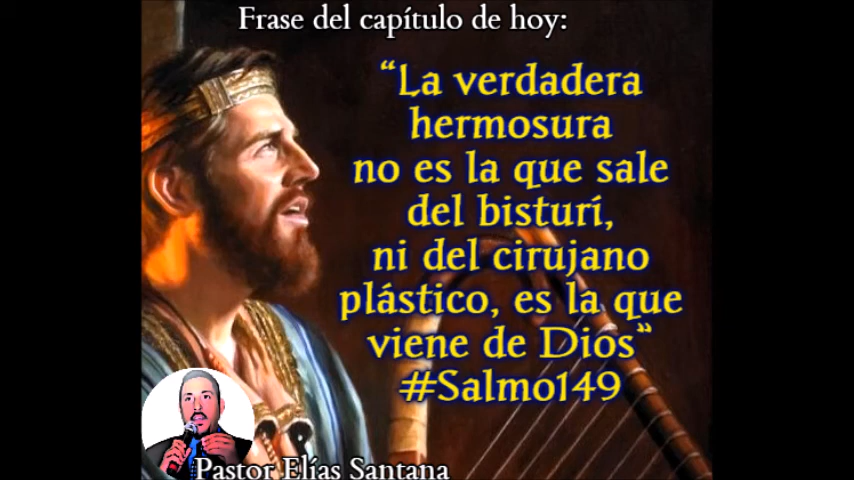 Frase del capítulo de hoy:
“La verdadera
hermosura
no es la que sale
del bisturí,
ni del cirujano
plástico, es la que
viene de Dios”
#Salmo149
Pastor Elías Santana